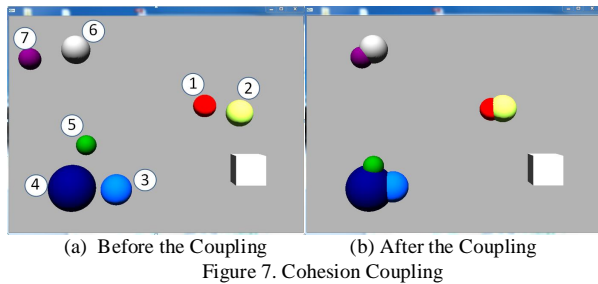 7
6
1
2
5
4
3
(a) Before the Coupling
(b) After the Coupling
Figure 7. Cohesion Coupling